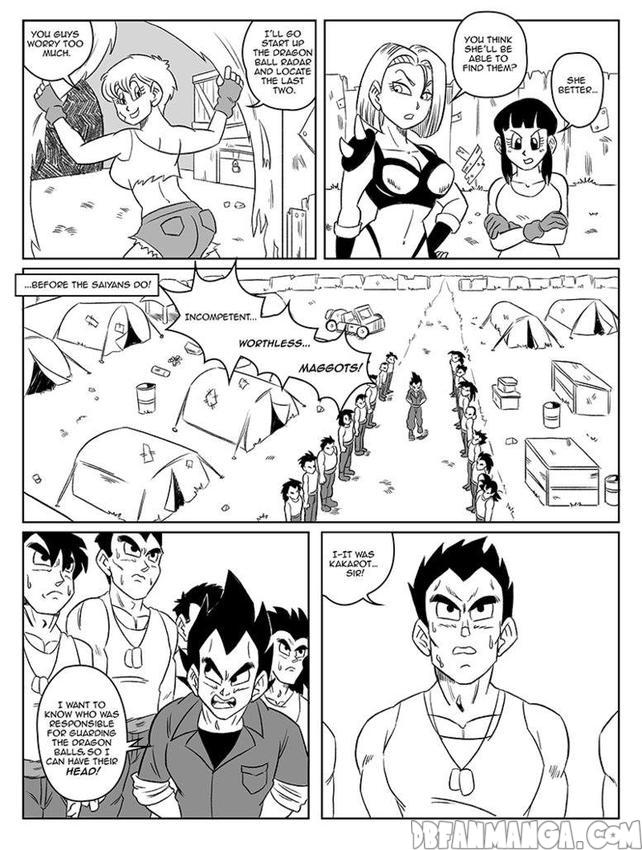 YOU GUYS
WORRY TOO
MUCH.
I'LL GO
START UP
THE DRAGON
BALL RADAR
AND LOCATE
THE LAST
TWO.
YOU THINK
SHE'LL BE
ABLE TO
FIND THEM?
SHE
BETTER...
...BEFORE THE SAIYANS DO!
INCOMPETENT...
WORTHLESS...
MAGGOTS!
I WANT TO
KNOW WHO WAS
RESPONSIBLE
FOR GUARDING
THE DRAGON
BALLS, SO I
CAN HAVE THEIR
HEAD!
I-IT WAS
KAKAROT...
SIR!
DBFANMANGA.COM